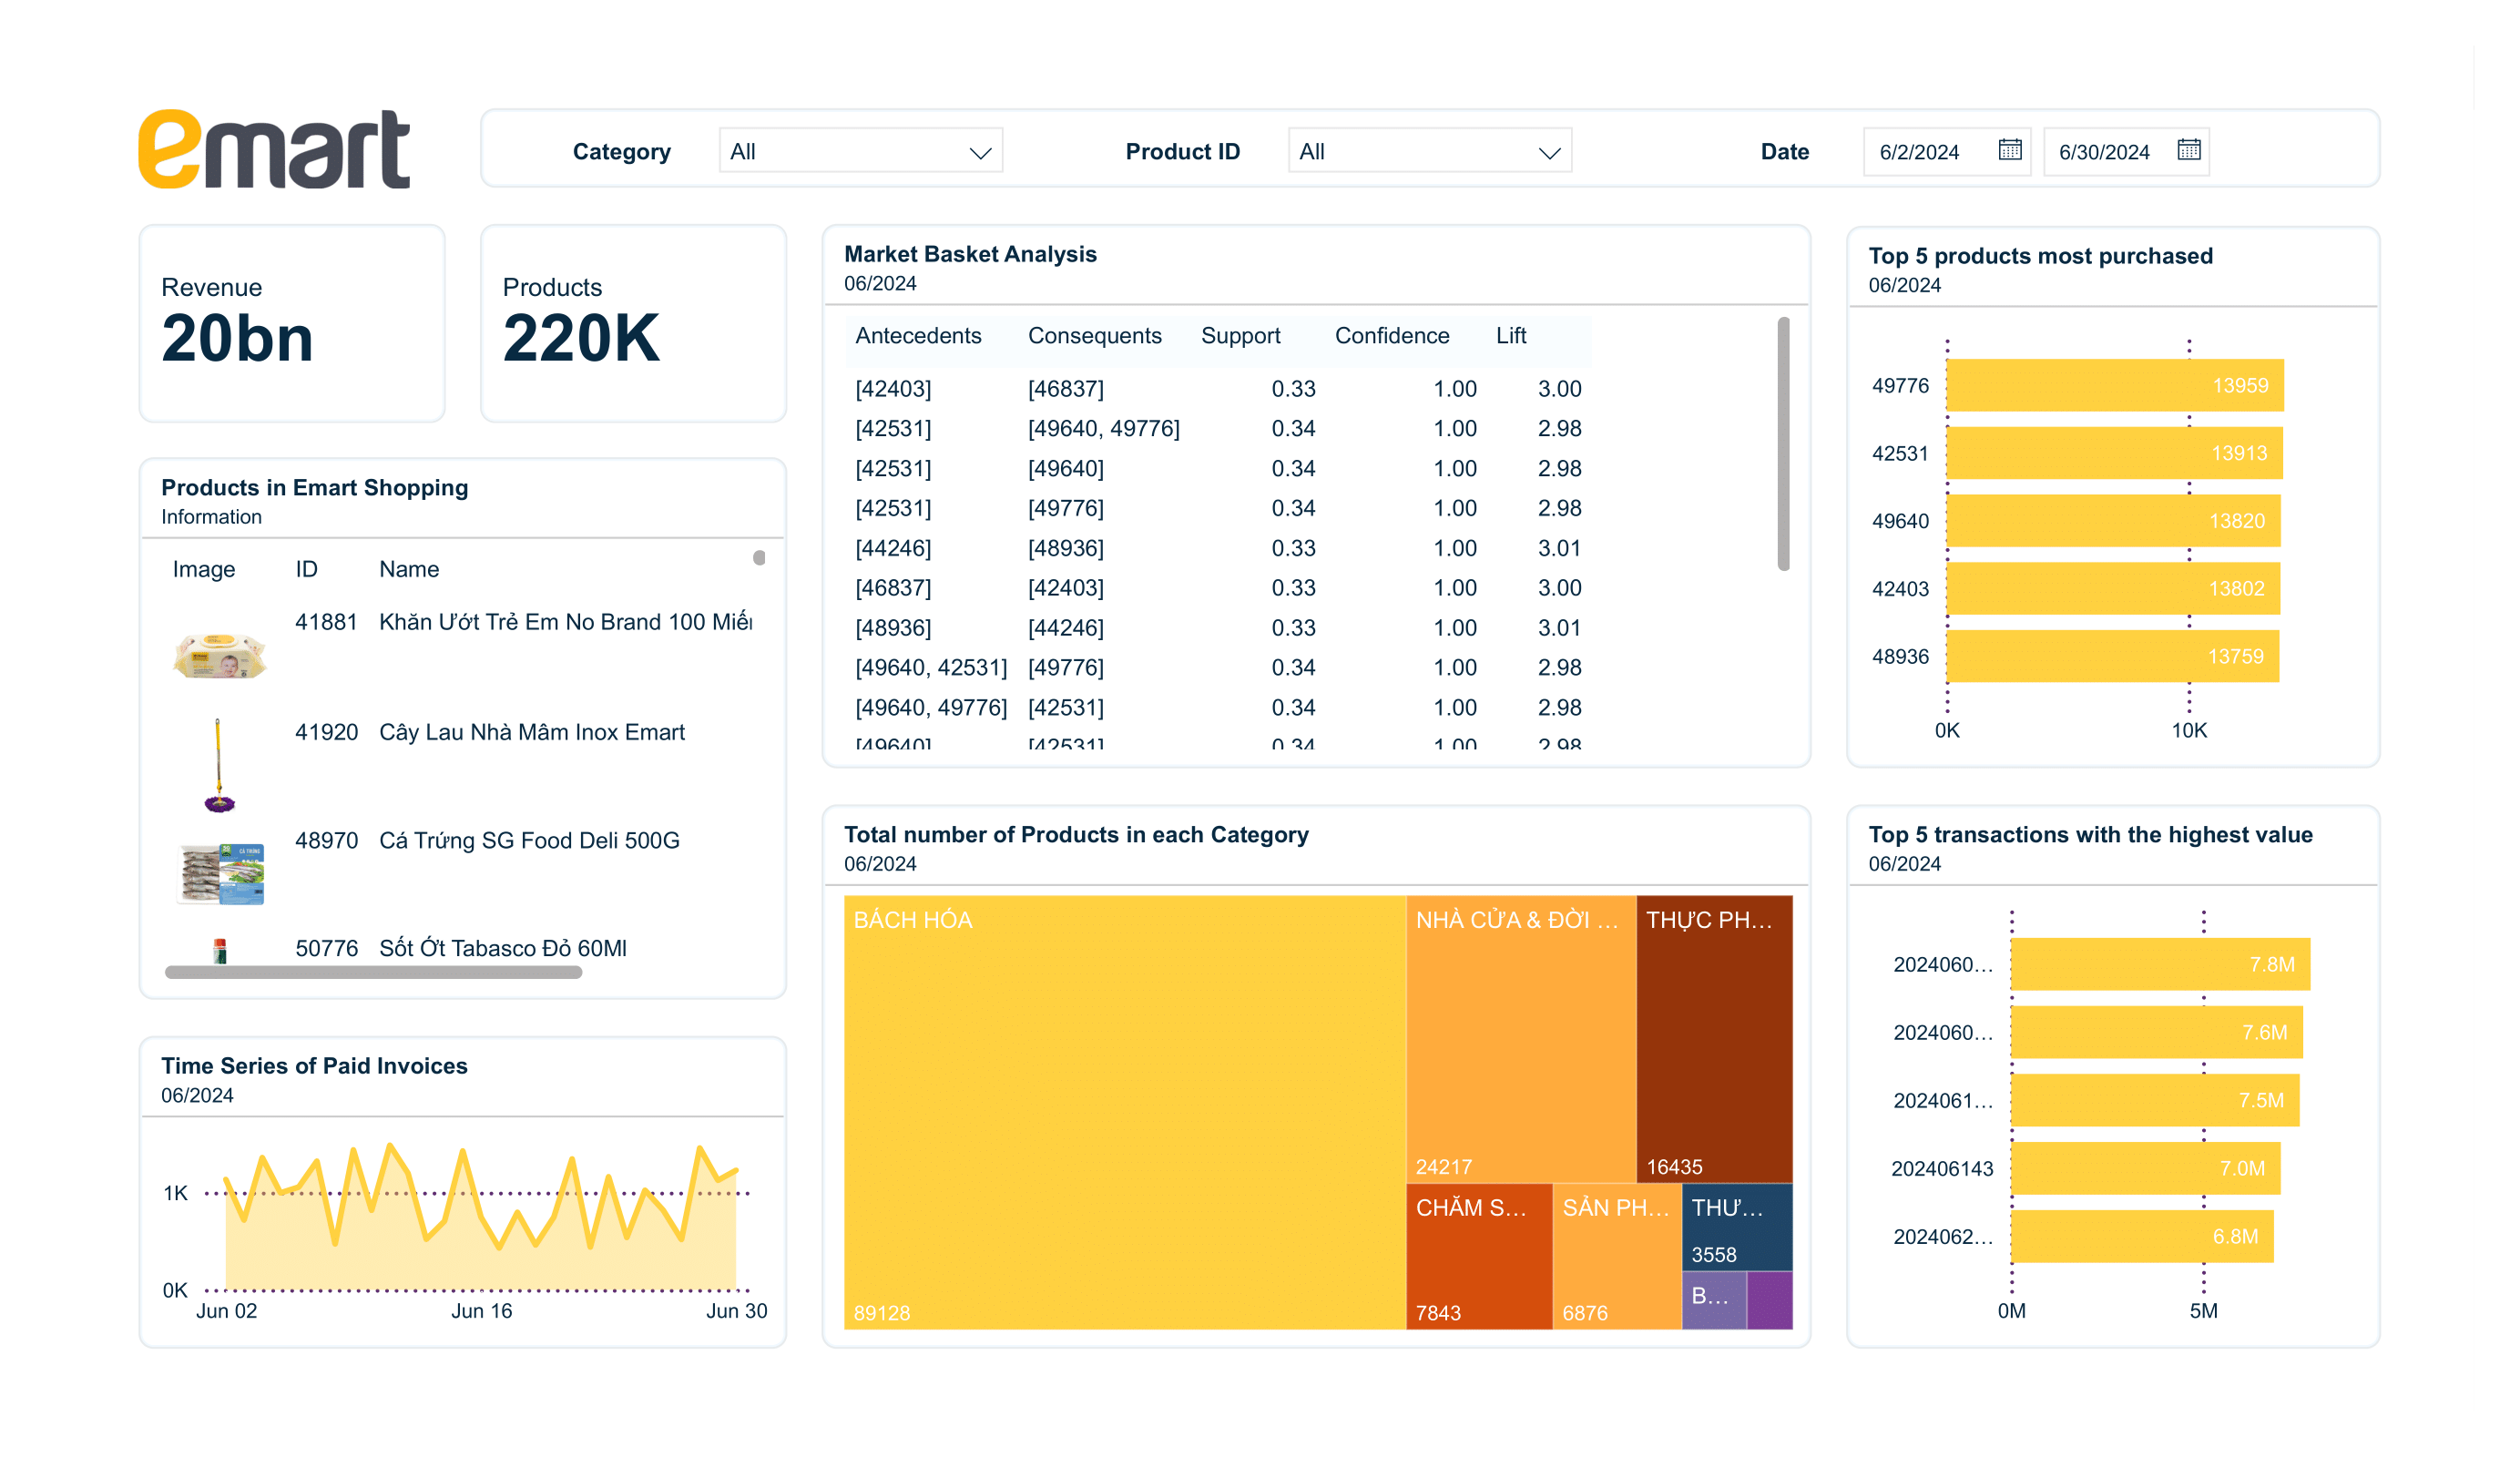 emart
Category All Product ID All Date 6/2/2024 6/30/2024
Revenue
20bn
Products
220K
Products in Emart Shopping
Information
Image ID Name
41881 Khăn Ướt Trẻ Em No Brand 100
41920 Cây Lau Nhà Mâm Inox Emart
48970 Cá Trứng SG Food Deli 500G
50776 Sốt Ớt Tabasco Đỏ 60Ml
Time Series of Paid Invoices
06/2024
1K
0K
Jun 02 Jun 16 Jun 30
Market Basket Analysis
06/2024
Antecedents Consequents Support Confidence Lift
[42403] [46837] 0.33 1.00 3.00
[42531] [49640, 49776] 0.34 1.00 2.98
[42531] [49640] 0.34 1.00 2.98
[42531] [49776] 0.34 1.00 2.98
[44246] [48936] 0.33 1.00 3.01
[46837] [42403] 0.33 1.00 3.00
[48936] [44246] 0.33 1.00 3.01
[49640, 42531] [49776] 0.34 1.00 2.98
[49640, 49776] [42531] 0.34 1.00 2.98
[49640] [42531] 0.34 1.00 2.98
Total number of Products in each Category
06/2024
BÁCH HÓA
89128
NHÀ CỬA & ĐỜI ...
24217
THỰC PH...
16435
CHĂM S...
7843
SẢN PH...
6876
THƯ...
3558
B...
Top 5 products most purchased
06/2024
49776 13959
42531 13913
49640 13820
42403 13802
48936 13759
0K 10K
Top 5 transactions with the highest value
06/2024
2024060... 7.8M
2024060... 7.6M
2024061... 7.5M
202406143 7.0M
2024062... 6.8M
0M 5M